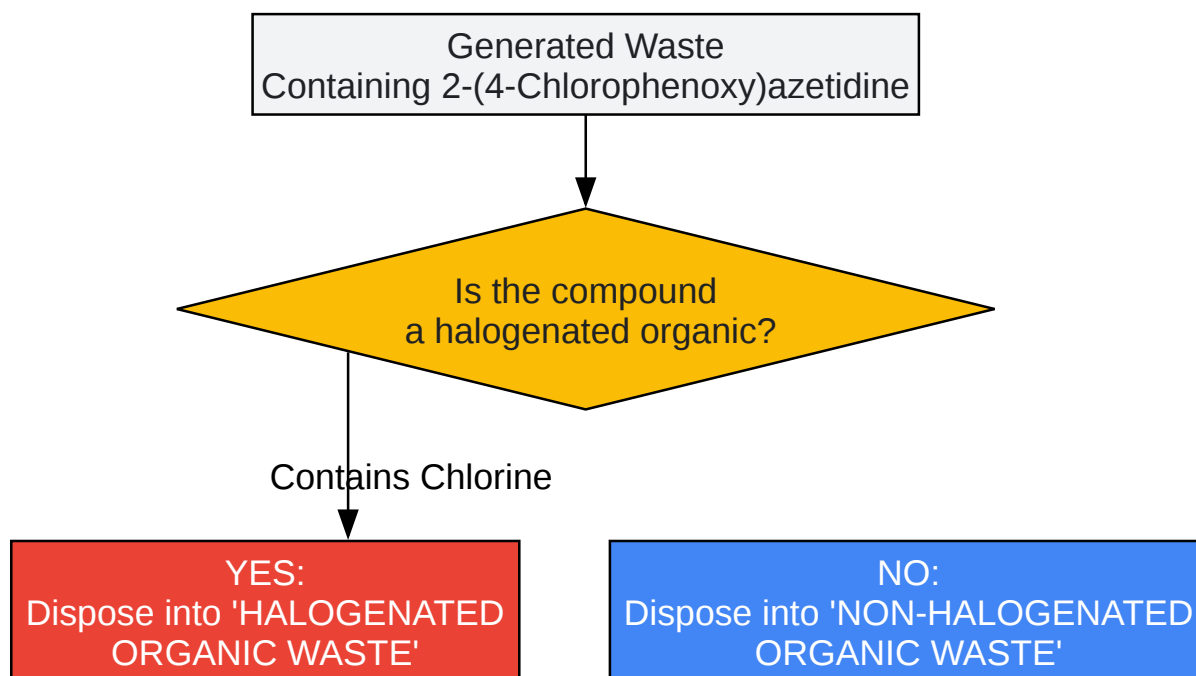 Generated Waste
Containing 2-(4-Chlorophenoxy)azetidine
Is the compound
a halogenated organic?
Contains Chlorine
YES:
Dispose into 'HALOGENATED
ORGANIC WASTE'
NO:
Dispose into 'NON-HALOGENATED
ORGANIC WASTE'